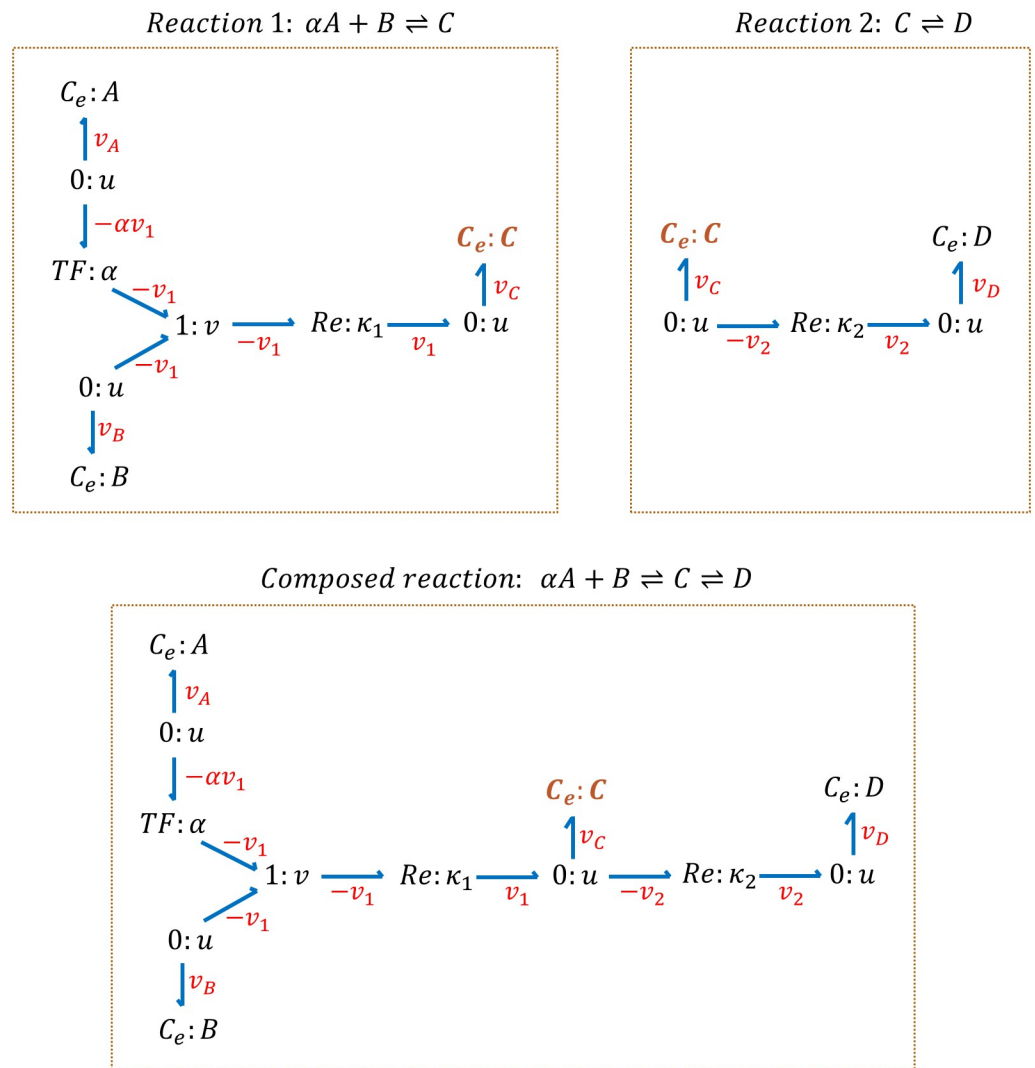 Reaction 1: αA + B ⇌ C
C_e: A
v_A
0: u
−αv_1
TF: α
−v_1
1: v
−v_1
Re: κ_1
v_1
0: u
v_C
C_e: C
−v_1
0: u
v_B
C_e: B
Reaction 2: C ⇌ D
C_e: C
v_C
0: u
−v_2
Re: κ_2
v_2
0: u
v_D
C_e: D
Composed reaction: αA + B ⇌ C ⇌ D
C_e: A
v_A
0: u
−αv_1
TF: α
−v_1
1: v
−v_1
Re: κ_1
v_1
0: u
v_C
C_e: C
−v_2
Re: κ_2
v_2
0: u
v_D
C_e: D
−v_1
0: u
v_B
C_e: B